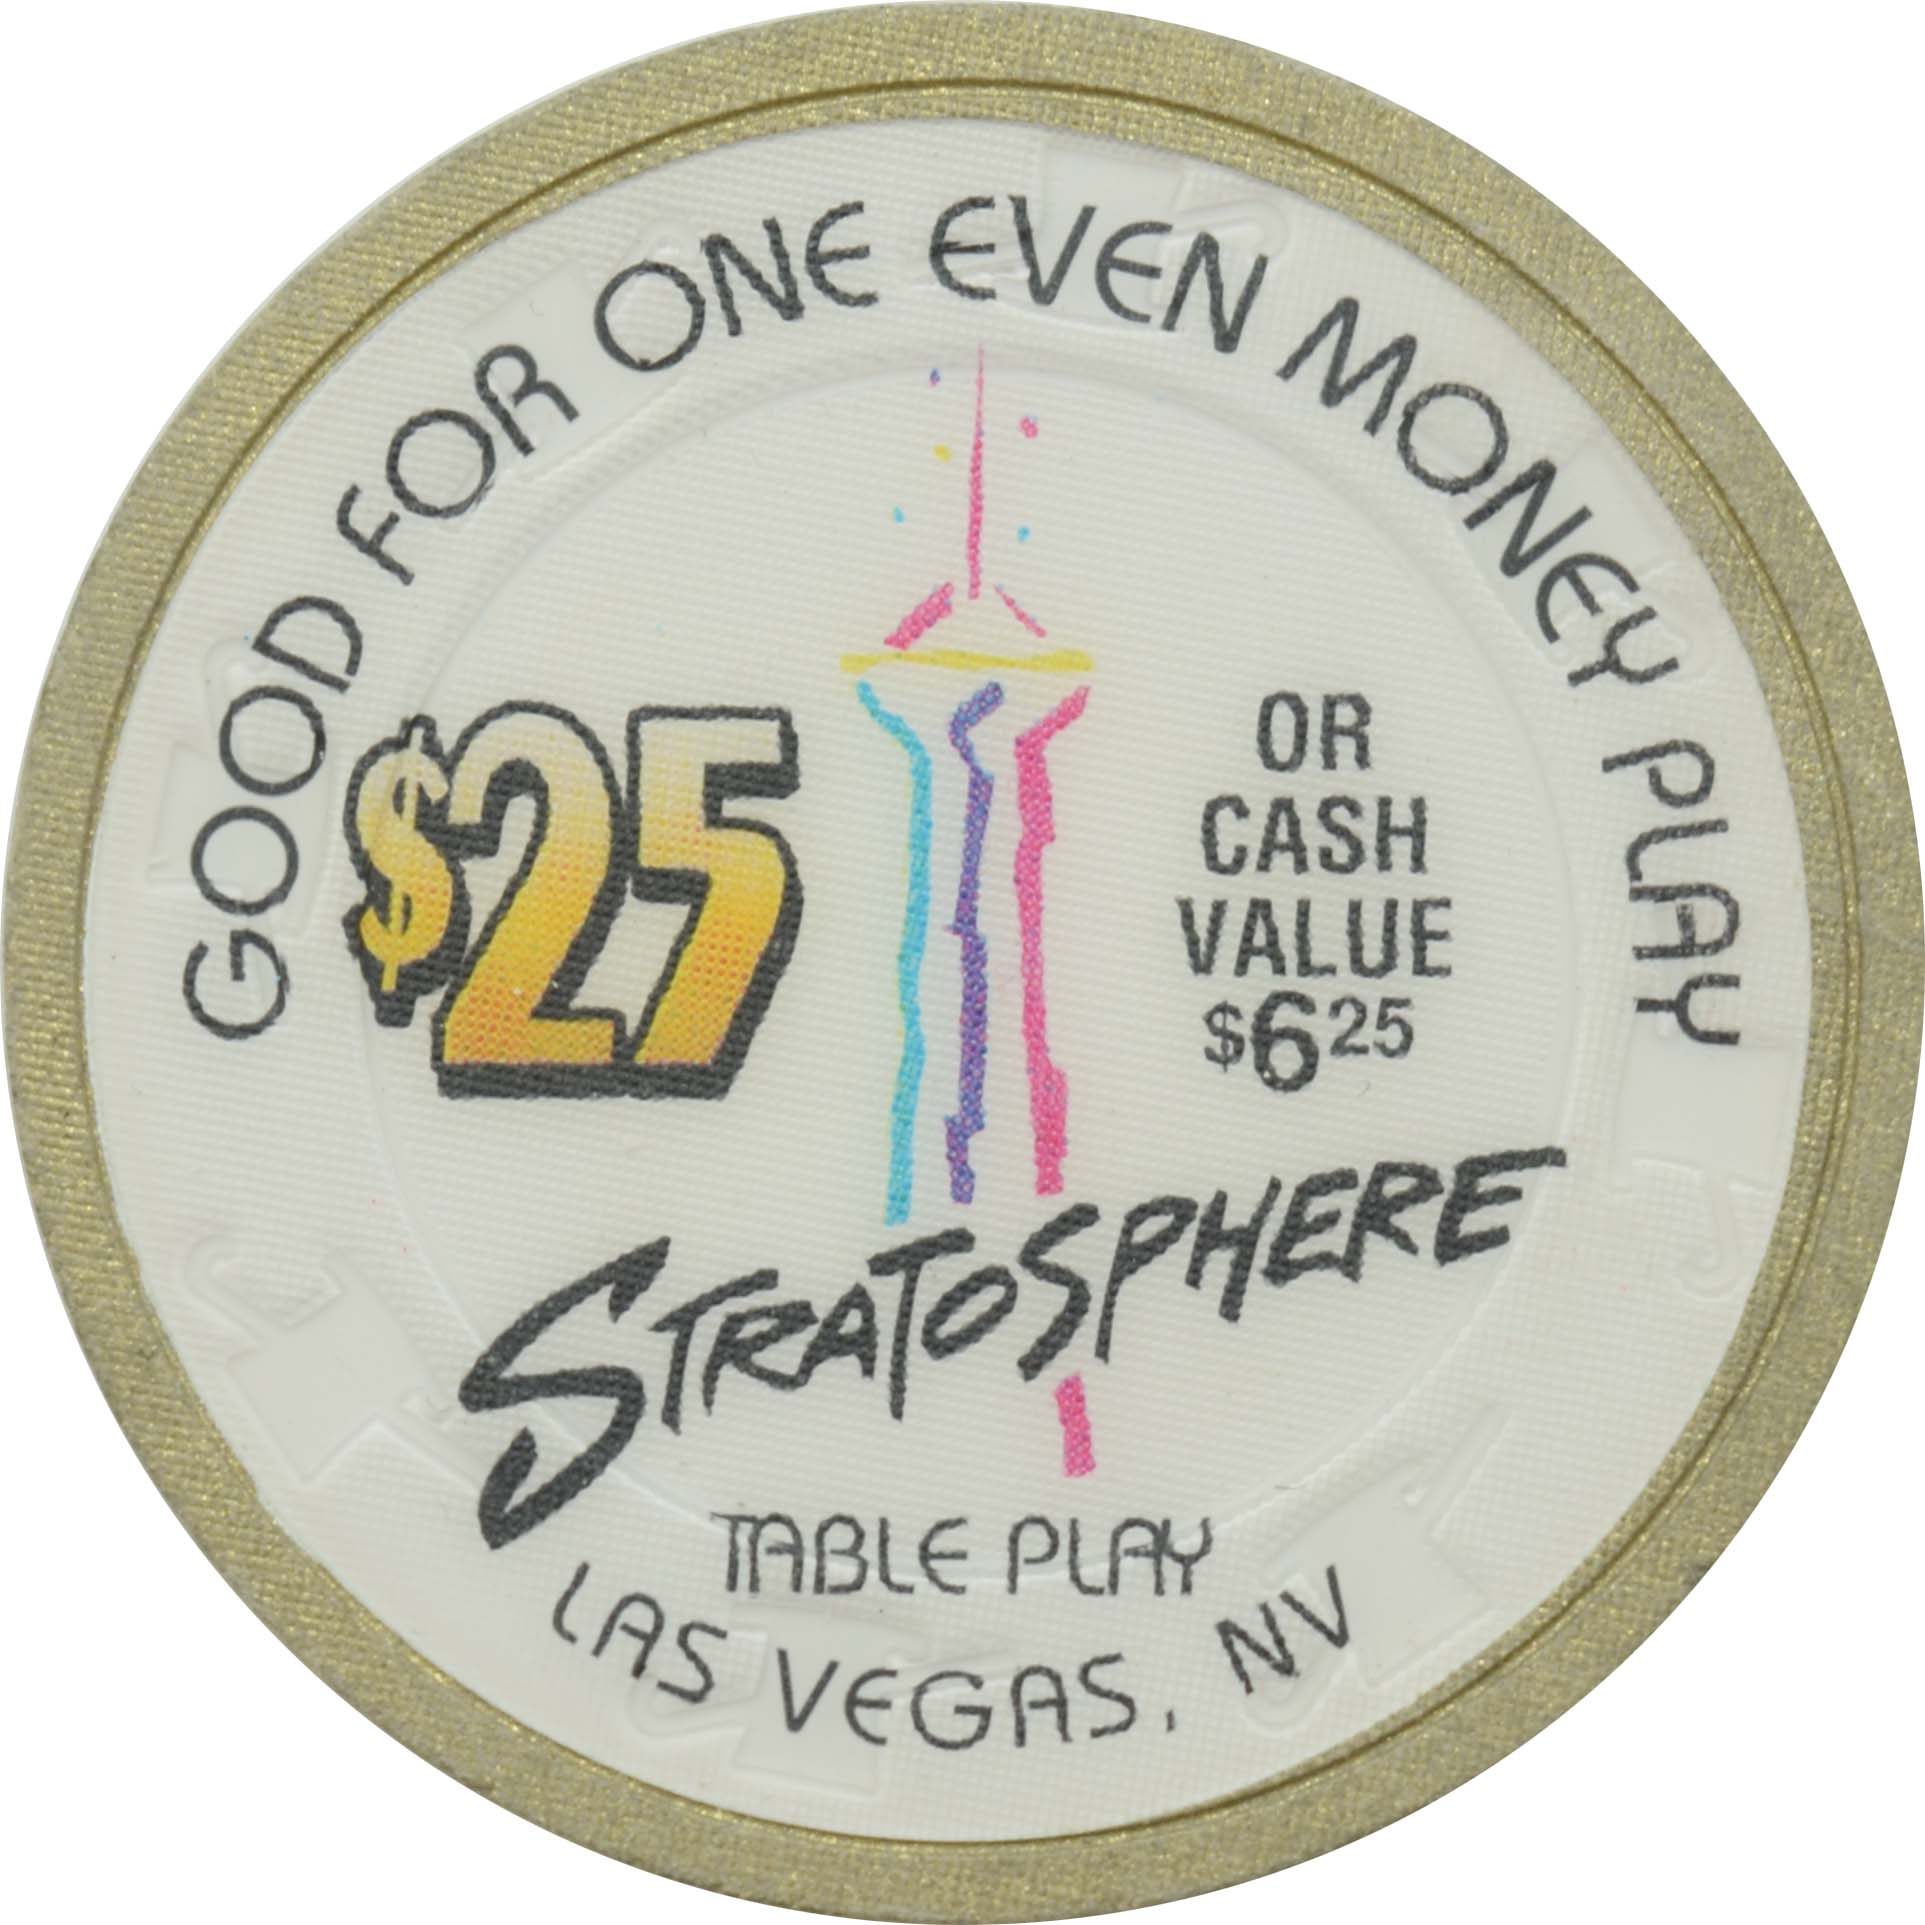 GOOD FOR ONE EVEN MONEY PLAY
$25
OR
CASH
VALUE
$6 25
STRATOSPHERE
TABLE PLAY
LAS VEGAS, NV